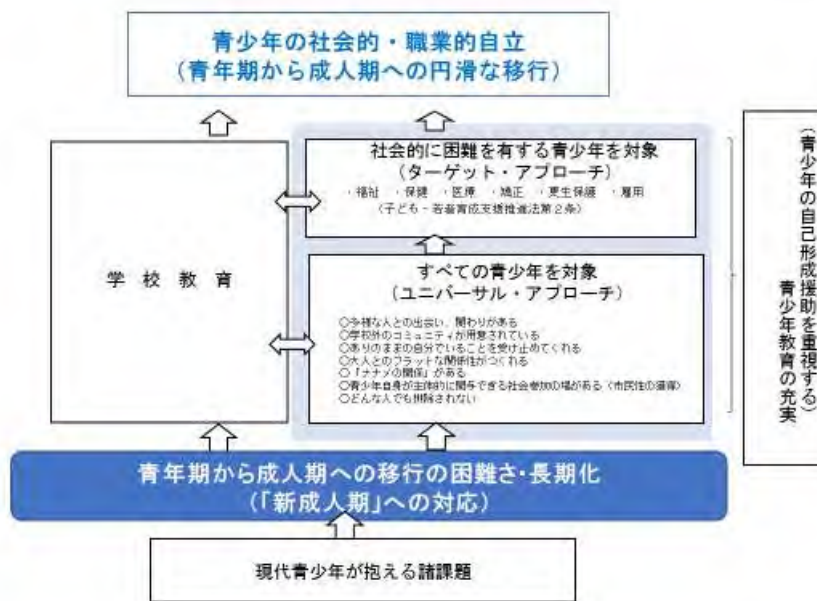 青少年の社会的・職業的自立
(青年期から成人期への円滑な移行)
社会的に困難を有する青少年を対象
(ターゲット・アプローチ)
・福祉 ・保健 ・医療 ・矯正 ・更生保護 ・雇用
(子ども・若者育成支援推進法第2条)
学校教育
すべての青少年を対象
(ユニバーサル・アプローチ)
○多様な人との出会い、関わりがある
○学校外のコミュニティが用意されている
○ありのままの自分でいることを受け止めてくれる
○大人とのフラットな関係性がつくれる
○「ナナメの関係」がある
○青少年自身が主体的に関与できる社会参加の場がある(市民性の獲得)
○どんな人でも排除されない
(青少年の自己形成援助を重視する)
青少年教育の充実
青年期から成人期への移行の困難さ・長期化
(「新成人期」への対応)
現代青少年が抱える諸課題